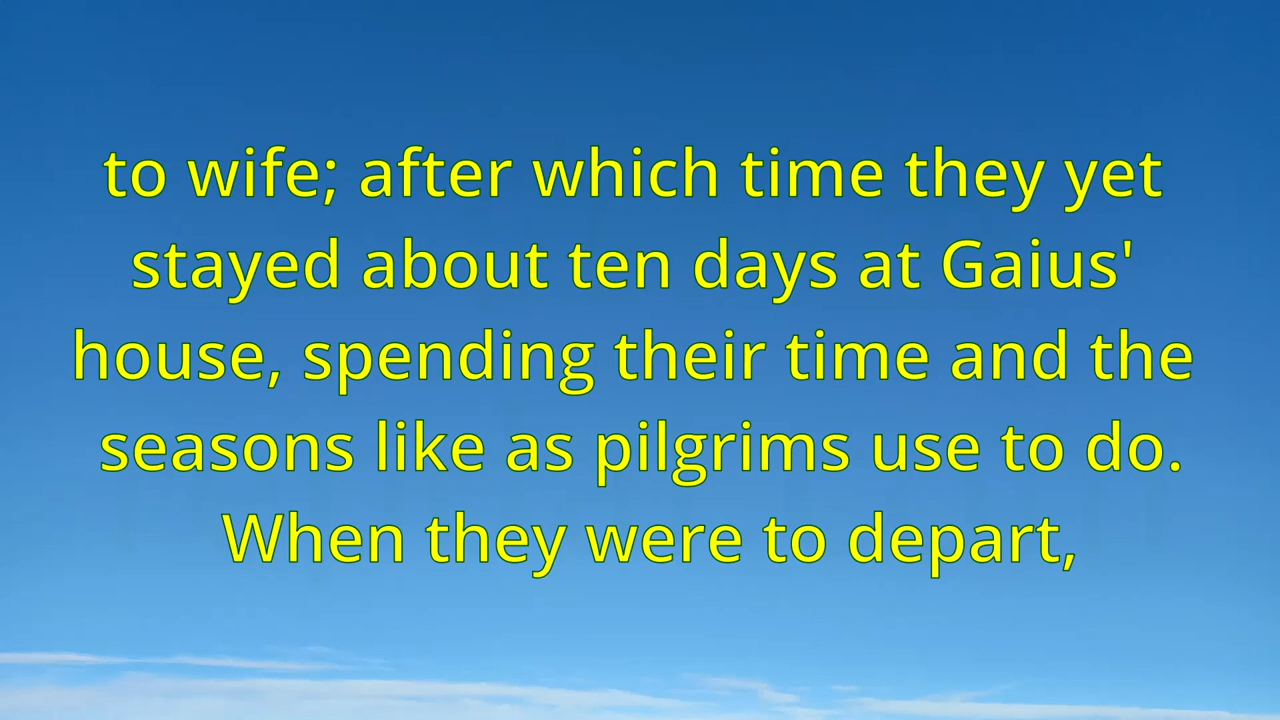 to wife; after which time they yet
stayed about ten days at Gaius'
house, spending their time and the
seasons like as pilgrims use to do.
When they were to depart,